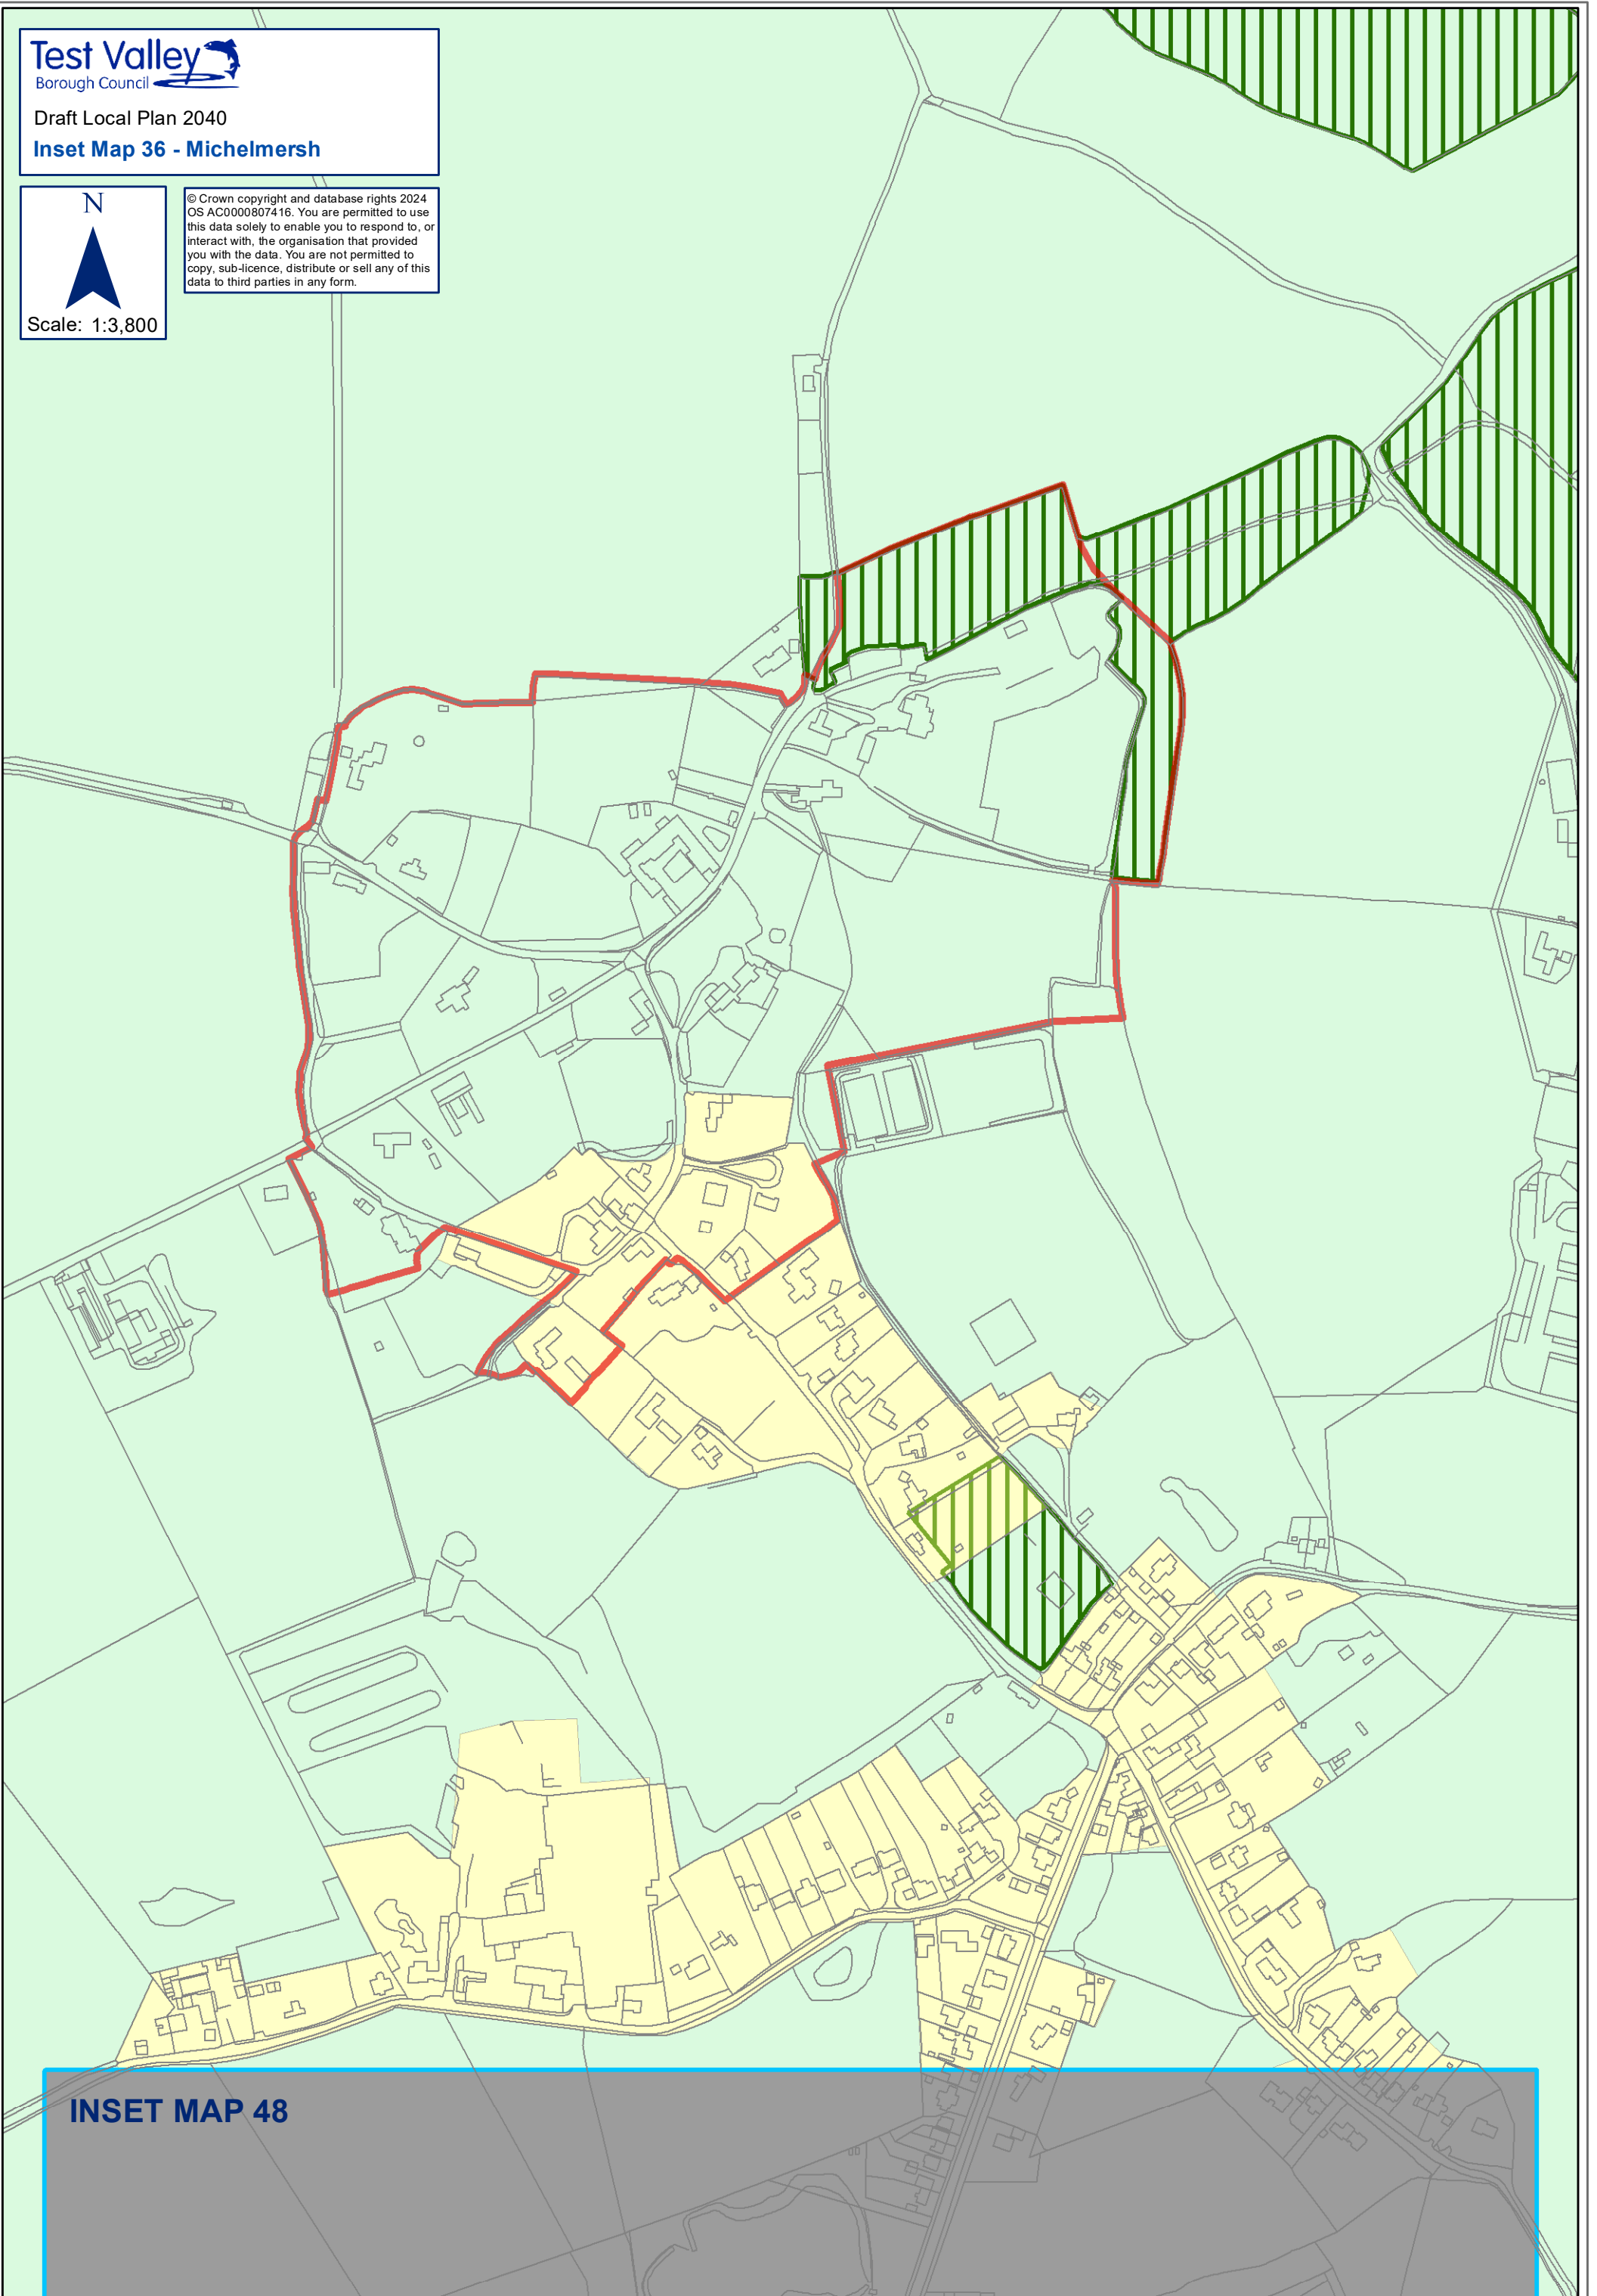 Test Valley
Borough Council
Draft Local Plan 2040
Inset Map 36 - Michelmersh
N
Scale: 1:3,800
© Crown copyright and database rights 2024
OS AC0000807416. You are permitted to use
this data solely to enable you to respond to, or
interact with, the organisation that provided
you with the data. You are not permitted to
copy, sub-licence, distribute or sell any of this
data to third parties in any form.
INSET MAP 48